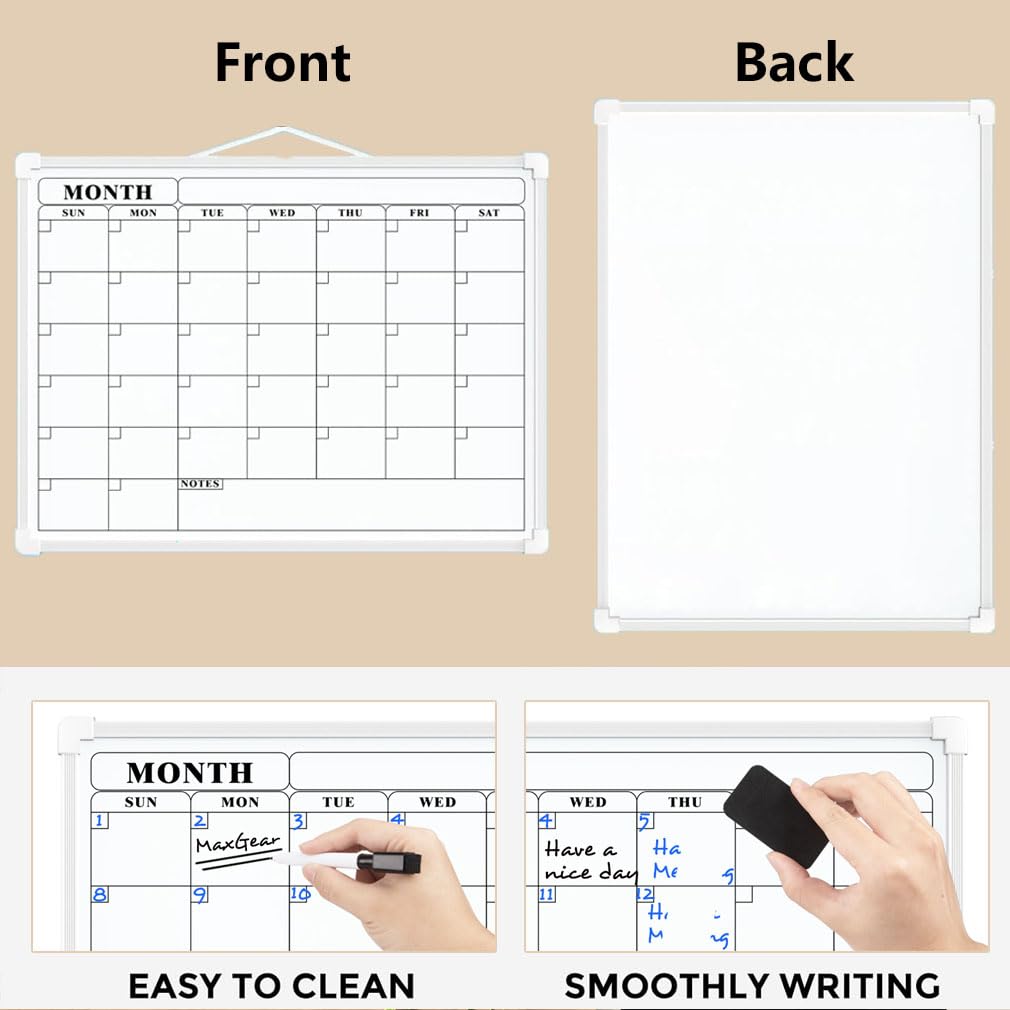 Front
Back
MONTH
SUN MON TUE WED THU FRI SAT
NOTES
MONTH
SUN MON TUE WED
1 2 3 4
MaxGear
8 9 10
WED THU
4 5
Have a Ha
nice day Me g
11 12
H
M g
EASY TO CLEAN
SMOOTHLY WRITING